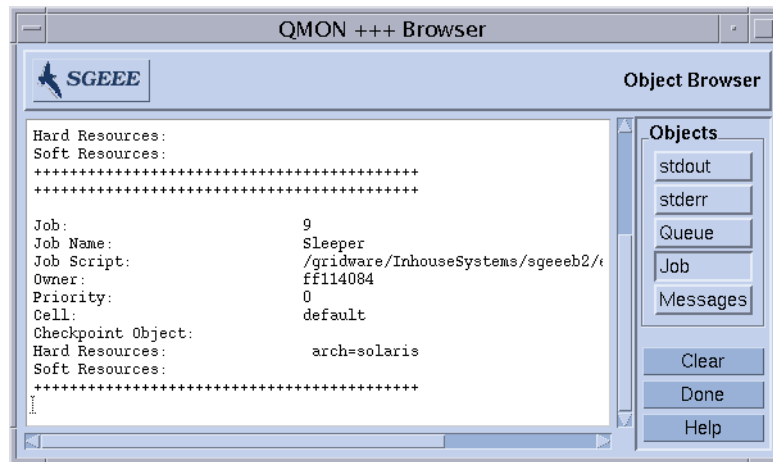 QMON +++ Browser
SGEEE
Object Browser
Hard Resources:
Soft Resources:
+++++++++++++++++++++++++++++++++++++++++++
+++++++++++++++++++++++++++++++++++++++++++
Job: 9
Job Name: Sleeper
Job Script: /gridware/InhouseSystems/sgeeeb2/e
Owner: ff114084
Priority: 0
Cell: default
Checkpoint Object:
Hard Resources: arch=solaris
Soft Resources:
+++++++++++++++++++++++++++++++++++++++++++
Objects
stdout
stderr
Queue
Job
Messages
Clear
Done
Help